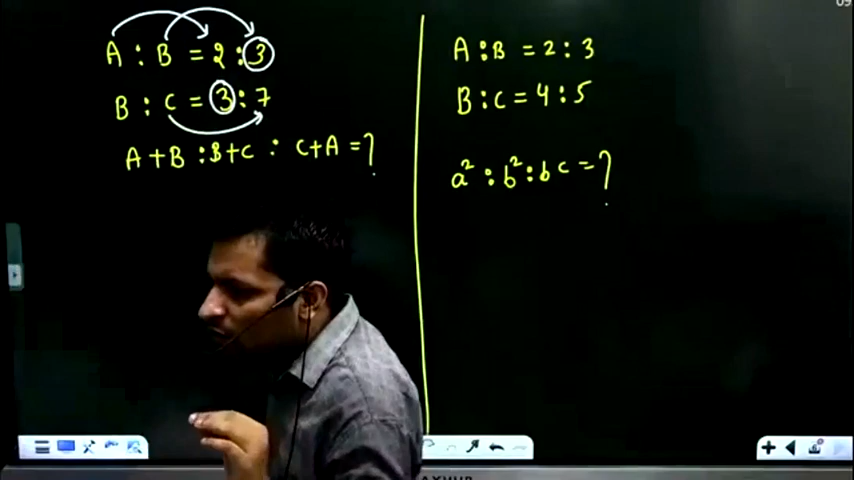 A : B = 2 : 3
B : C = 3 : 7
A + B : B + C : C + A = ?
A : B = 2 : 3
B : C = 4 : 5
a² : b² : bc = ?